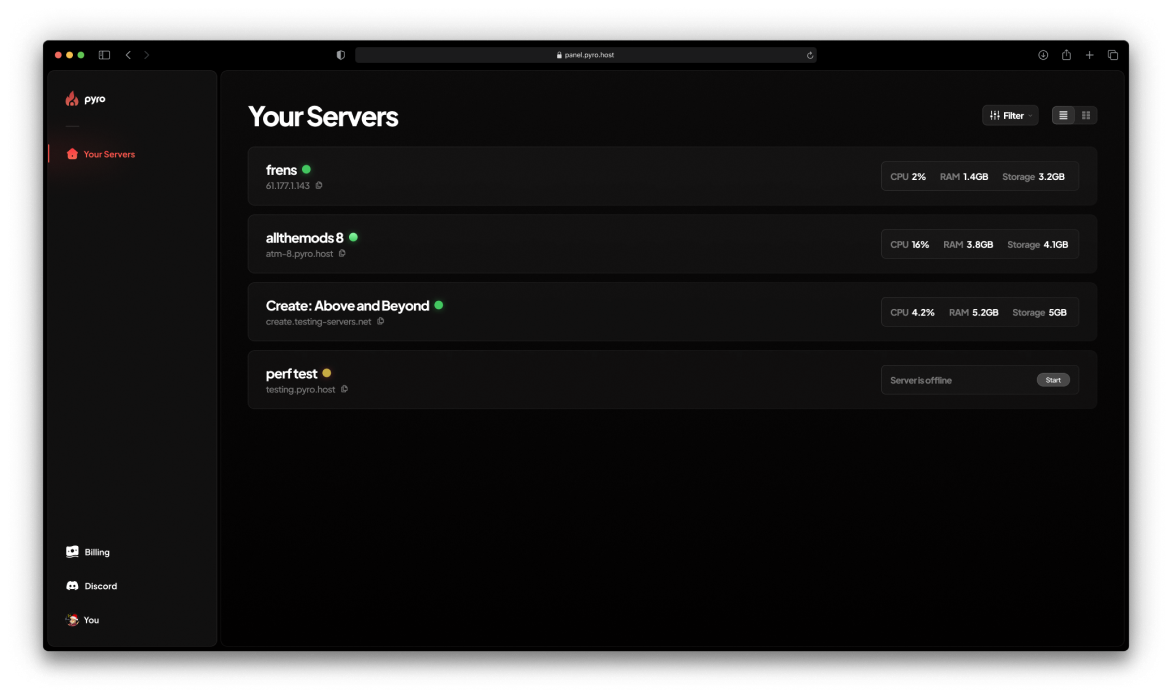 panel.pyro.host
pyro
Your Servers
Billing
Discord
You
Your Servers
Filter
frens
61.177.1.143
CPU 2% RAM 1.4GB Storage 3.2GB
allthemods 8
atm-8.pyro.host
CPU 16% RAM 3.8GB Storage 4.1GB
Create: Above and Beyond
create.testing-servers.net
CPU 4.2% RAM 5.2GB Storage 5GB
perf test
testing.pyro.host
Server is offline Start